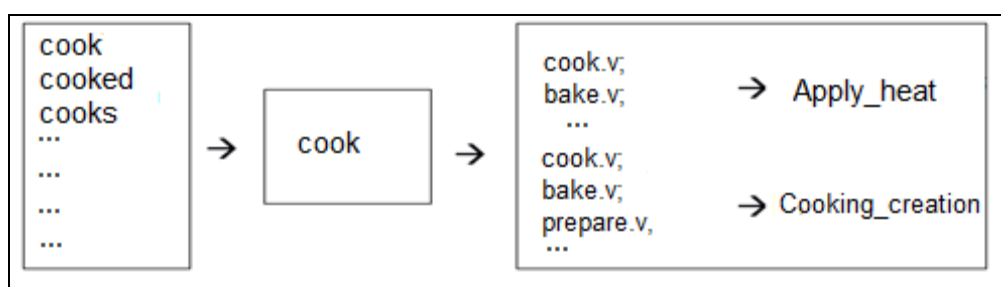 cook
cooked
cooks
...
...
...
...
→
cook
→
cook.v;
bake.v;
...
→ Apply_heat
cook.v;
bake.v;
prepare.v,
...
→ Cooking_creation